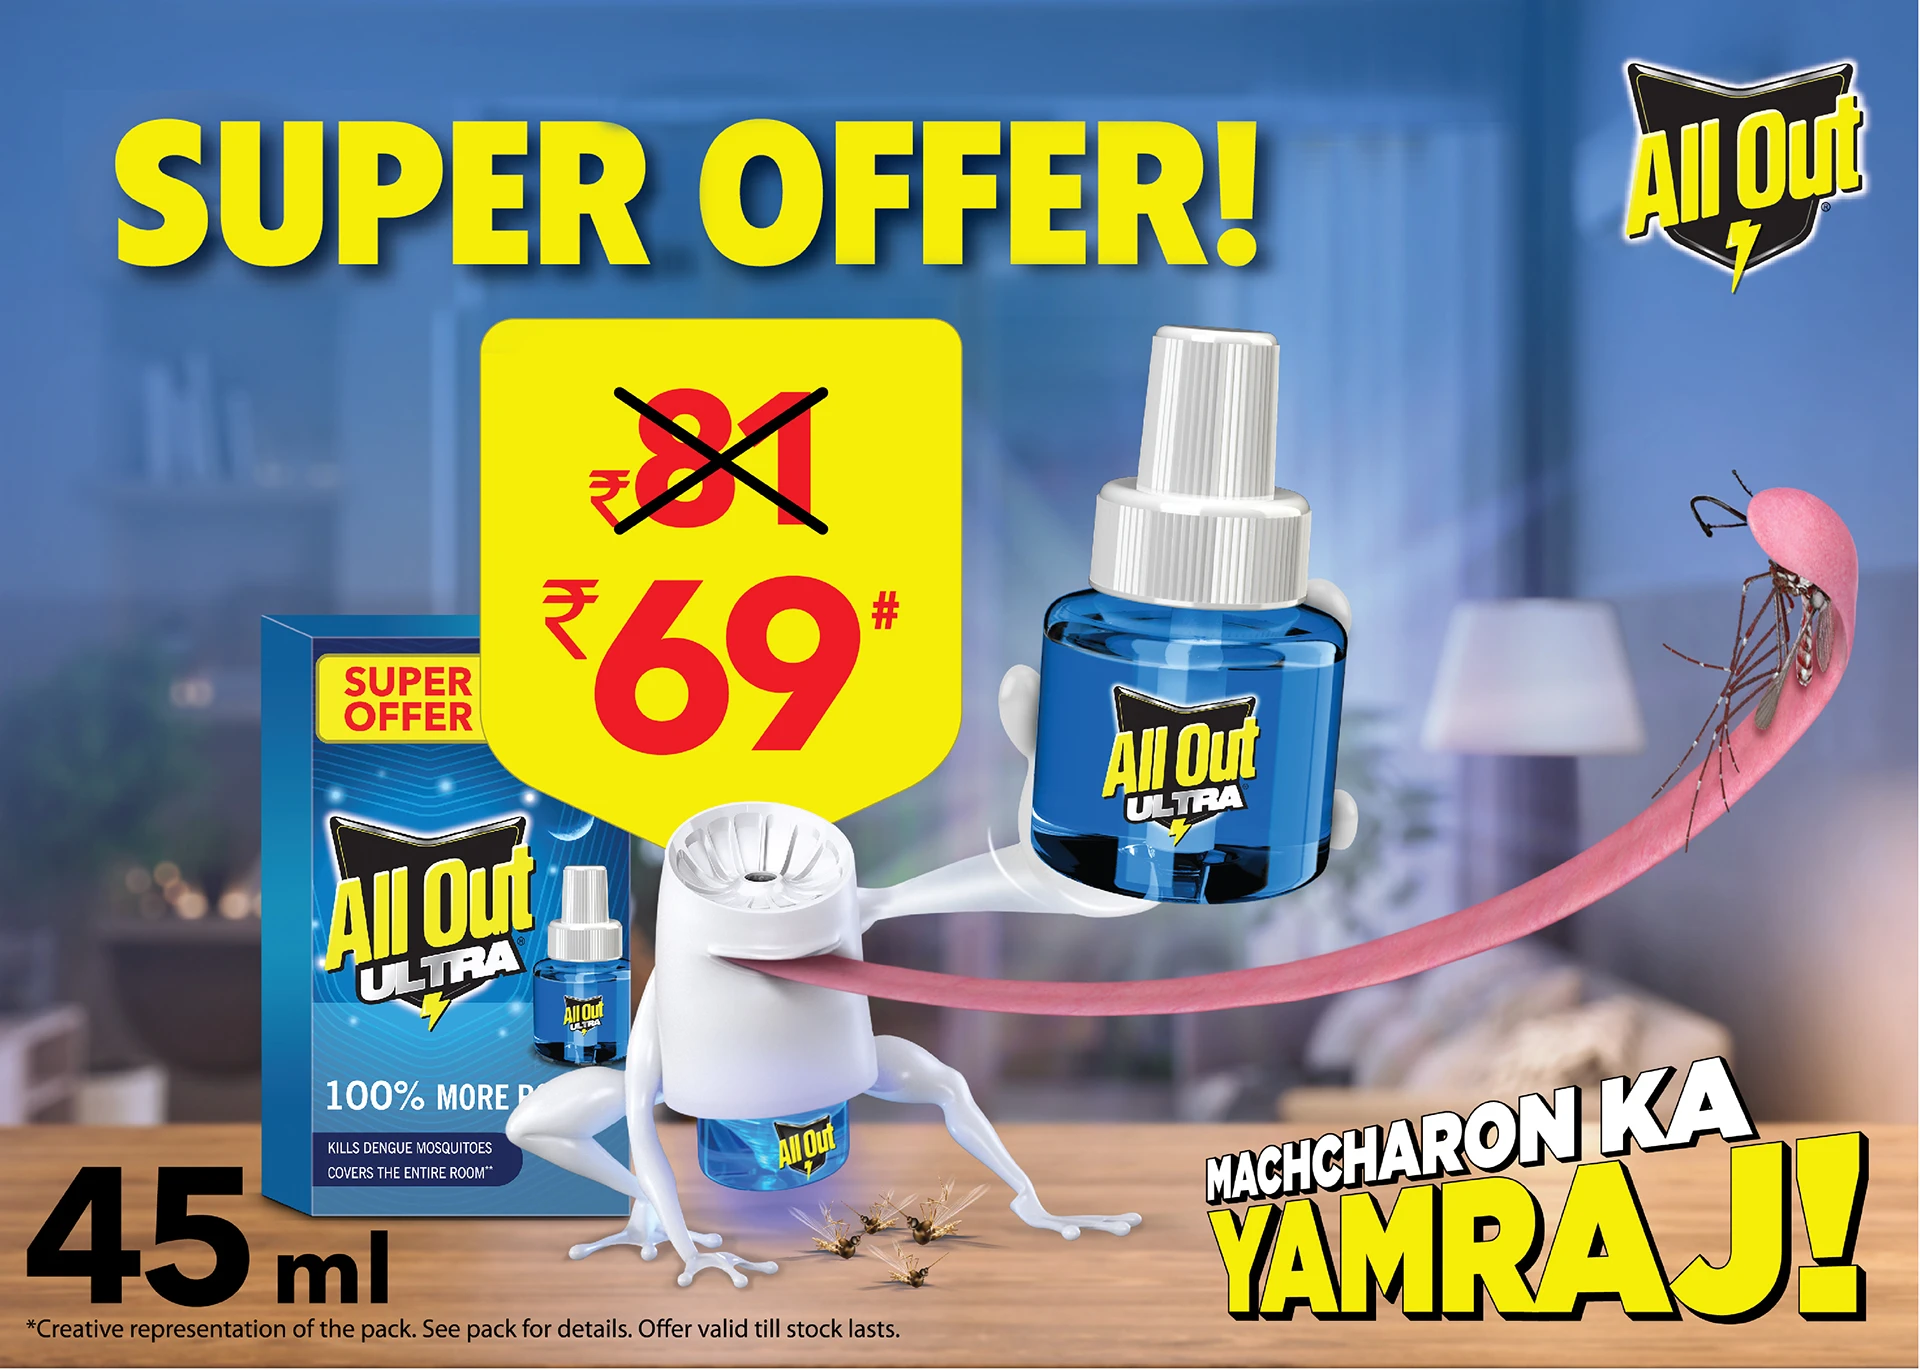 SUPER OFFER!
All Out
®
₹81
₹69#
SUPER
OFFER
All Out
ULTRA
®
100% MORE
KILLS DENGUE MOSQUITOES
COVERS THE ENTIRE ROOM**
All Out
ULTRA
All Out
ULTRA
All Out
MACHCHARON KA
YAMRAJ!
45 ml
*Creative representation of the pack. See pack for details. Offer valid till stock lasts.